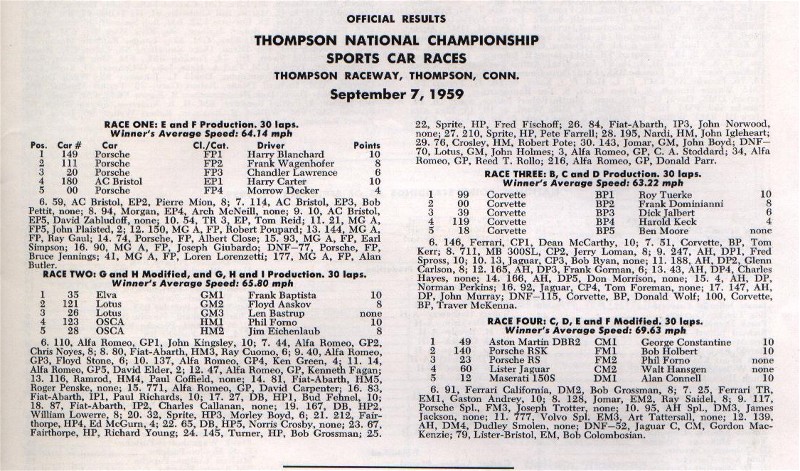 OFFICIAL RESULTS
THOMPSON NATIONAL CHAMPIONSHIP
SPORTS CAR RACES
THOMPSON RACEWAY, THOMPSON, CONN.
September 7, 1959
RACE ONE: E and F Production. 30 laps.
Winner's Average Speed: 64.14 mph
Pos. Car # Car Cl./Cat. Driver Points
1 149 Porsche FP1 Harry Blanchard 10
2 111 Porsche FP2 Frank Wagenhofer 8
3 20 Porsche FP3 Chandler Lawrence 6
4 180 AC Bristol EP1 Harry Carter 10
5 00 Porsche FP4 Morrow Decker 4
6. 59, AC Bristol, EP2, Pierre Mion, 8; 7. 114, AC Bristol, EP3, Bob
Pettit, none; 8. 94, Morgan, EP4, Arch McNeill, none; 9. 10, AC Bristol,
EP5, David Zabludoff, none; 10. 54, TR 3, EP, Tom Reid; 11. 21, MG A,
FP5, John Plaisted, 2; 12. 150, MG A, FP, Robert Poupard; 13. 144, MG A,
FP, Ray Gaul; 14. 74, Porsche, FP, Albert Close; 15. 93, MG A, FP, Earl
Simpson; 16. 90, MG A, FP, Joseph Giubardo; DNF—77, Porsche, FP,
Bruce Jennings; 41, MG A, FP, Loren Lorenzetti; 177, MG A, FP, Alan
Butler.
RACE TWO: G and H Modified, and G, H and I Production. 30 laps.
Winner's Average Speed: 65.80 mph
1 35 Elva GM1 Frank Baptista 10
2 121 Lotus GM2 Floyd Aaskov 8
3 26 Lotus GM3 Len Bastrup none
4 123 OSCA HM1 Phil Forno 10
5 28 OSCA HM2 Jim Eichenlaub 8
6. 110, Alfa Romeo, GP1, John Kingsley, 10; 7. 44, Alfa Romeo, GP2,
Chris Noyes, 8; 8. 80, Fiat-Abarth, HM3, Ray Cuomo, 6; 9. 40, Alfa Romeo,
GP3, Floyd Stone, 6; 10. 137, Alfa Romeo, GP4, Ken Green, 4; 11. 14,
Alfa Romeo, GP5, David Elder, 2; 12. 47, Alfa Romeo, GP, Kenneth Fagan;
13. 116, Ramrod, HM4, Paul Coffield, none; 14. 81, Fiat-Abarth, HM5,
Roger Penske, none; 15. 771, Alfa Romeo, GP, David Carpenter; 16. 83,
Fiat-Abarth, IP1, Paul Richards, 10; 17. 27, DB, HP1, Bud Fehnel, 10;
18. 87, Fiat-Abarth, IP2, Charles Callanan, none; 19. 167, DB, HP2,
William Lowerre, 8; 20. 32, Sprite, HP3, Morley Boyd, 6; 21. 212, Fair-
thorpe, HP4, Ed McGurn, 4; 22. 65, DB, HP5, Norris Crosby, none; 23. 67,
Fairthorpe, HP, Richard Young; 24. 145, Turner, HP, Bob Grossman; 25.
22, Sprite, HP, Fred Fischoff; 26. 84, Fiat-Abarth, IP3, John Norwood,
none; 27. 210, Sprite, HP, Pete Farrell; 28. 195, Nardi, HM, John Igleheart;
29. 76, Crosley, HM, Robert Pote; 30. 143, Jomar, GM, John Boyd; DNF—
70, Lotus, GM, John Holmes; 3, Alfa Romeo, GP, C. A. Stoddard; 34, Alfa
Romeo, GP, Reed T. Rollo; 216, Alfa Romeo, GP, Donald Parr.
RACE THREE: B, C and D Production. 30 laps.
Winner's Average Speed: 63.22 mph
1 99 Corvette BP1 Roy Tuerke 10
2 00 Corvette BP2 Frank Dominianni 8
3 39 Corvette BP3 Dick Jalbert 6
4 119 Corvette BP4 Harold Keck 4
5 18 Corvette BP5 Ben Moore none
6. 146, Ferrari, CP1, Dean McCarthy, 10; 7. 51, Corvette, BP, Tom
Kerr; 8. 711, MB 300SL, CP2, Jerry Loman, 8; 9. 247, AH, DP1, Fred
Spross, 10; 10. 13, Jaguar, CP3, Bob Ryan, none; 11. 188, AH, DP2, Glenn
Carlson, 8; 12. 165, AH, DP3, Frank Gorman, 6; 13. 43, AH, DP4, Charles
Hayes, none; 14. 166, AH, DP5, Don Morrison, none; 15. 4, AH, DP,
Norman Perkins; 16. 92, Jaguar, CP4, Tom Foreman, none; 17. 147, AH,
DP, John Murray; DNF—115, Corvette, BP, Donald Wolf; 100, Corvette,
BP, Traver McKenna.
RACE FOUR: C, D, E and F Modified. 30 laps.
Winner's Average Speed: 69.63 mph
1 49 Aston Martin DBR2 CM1 George Constantine 10
2 140 Porsche RSK FM1 Bob Holbert 10
3 23 Porsche RS FM2 Phil Forno none
4 60 Lister Jaguar CM2 Walt Hansgen none
5 12 Maserati 150S DM1 Alan Connell 10
6. 91, Ferrari California, DM2, Bob Grossman, 8; 7. 25, Ferrari TR,
EM1, Gaston Andrey, 10; 8. 128, Jomar, EM2, Ray Saidel, 8; 9. 117,
Porsche Spl., FM3, Joseph Trotter, none; 10. 95, AH Spl., DM3, James
Jackson, none; 11. 777, Volvo Spl. EM3, Art Tattersall, none; 12. 139,
AH, DM4, Dudley Smolen, none; DNF—52, Jaguar C, CM, Gordon Mac-
Kenzie; 79, Lister-Bristol, EM, Bob Colombosian.